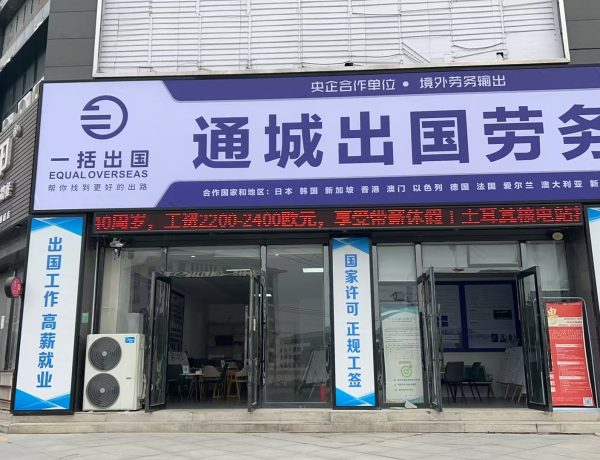 央企合作单位 • 境外劳务输出
通城出国劳务
一括出国
EQUAL OVERSEAS
帮你找到更好的出路
合作国家和地区：日本 韩国 新加坡 香港 澳门 以色列 德国 法国 爱尔兰 澳大利亚 新
40周岁，工资2200-2400欧元，享受带薪休假！土耳其核电站
出国工作 高薪就业
国家许可 正规工签